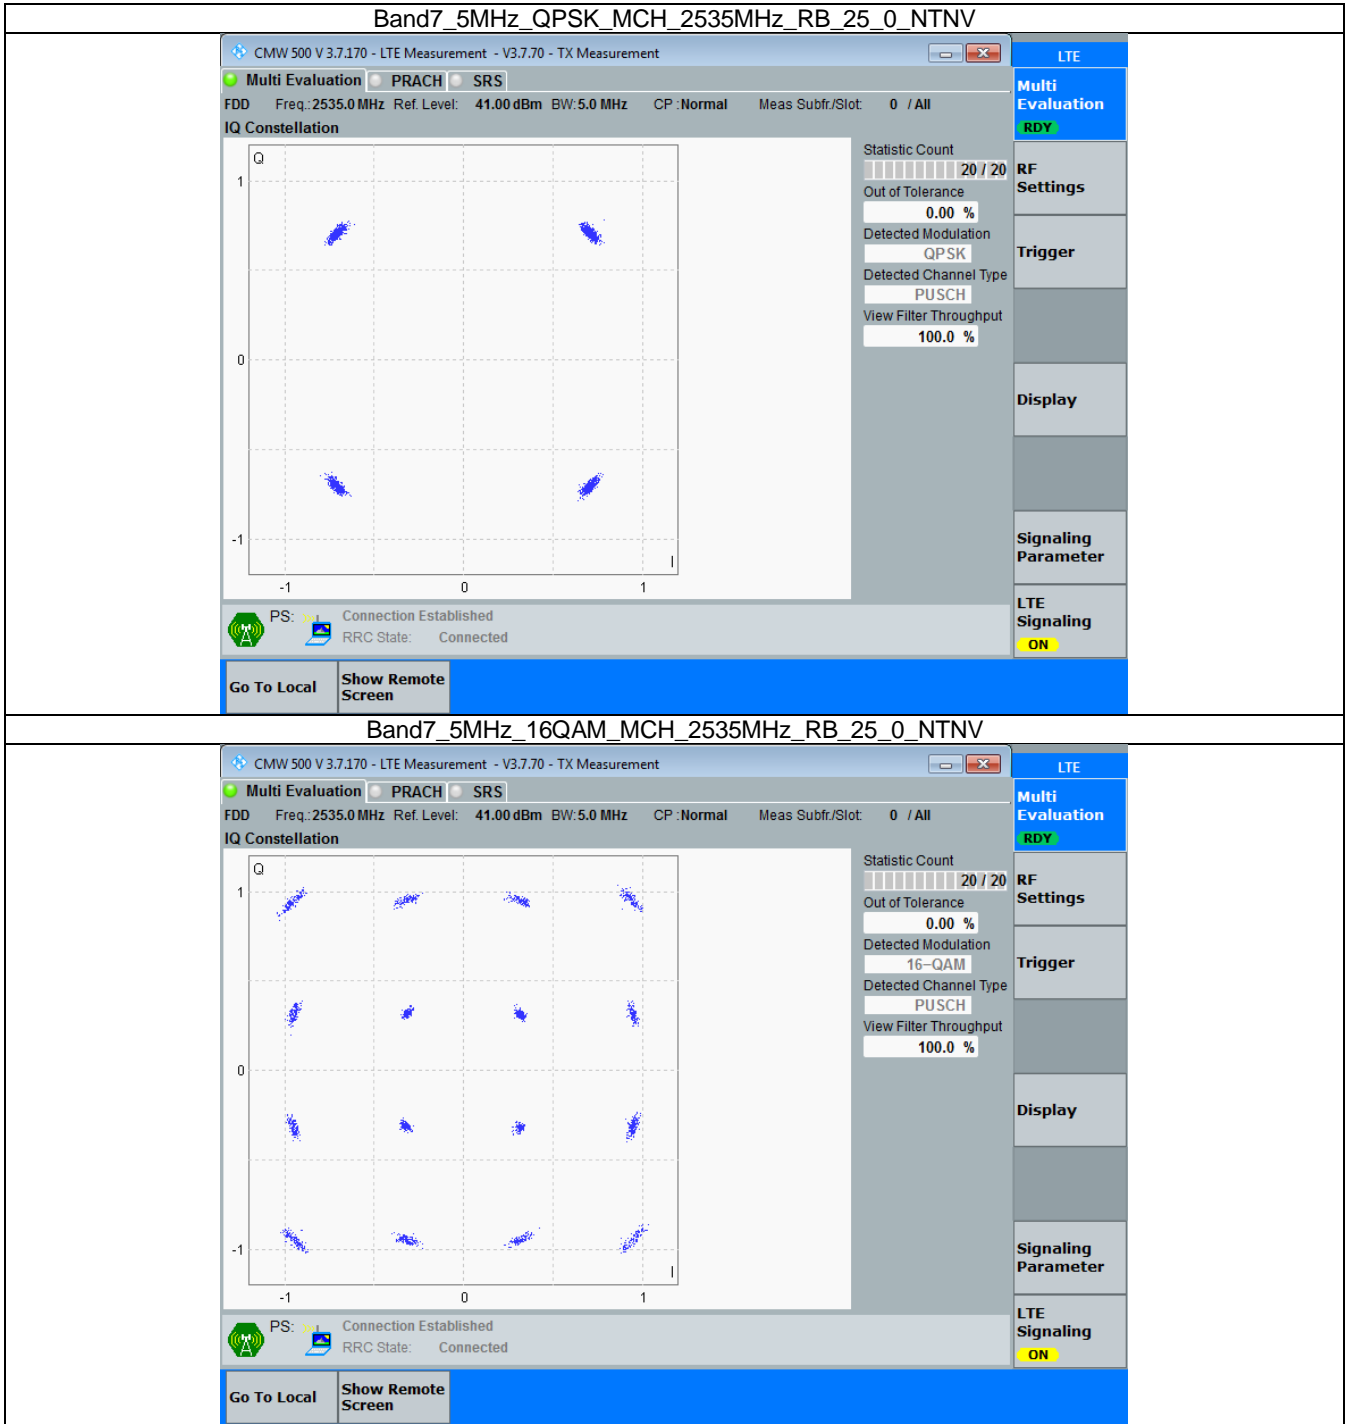 Band7_5MHz_QPSK_MCH_2535MHz_RB_25_0_NTNV
CMW 500 V 3.7.170 - LTE Measurement - V3.7.70 - TX Measurement
LTE
Multi Evaluation PRACH SRS
FDD Freq.: 2535.0 MHz Ref. Level: 41.00 dBm BW: 5.0 MHz CP : Normal Meas Subfr./Slot: 0 / All
IQ Constellation
Q
1
0
-1
I
-1 0 1
Statistic Count
20 / 20
Out of Tolerance
0.00 %
Detected Modulation
QPSK
Detected Channel Type
PUSCH
View Filter Throughput
100.0 %
Multi
Evaluation
RDY
RF
Settings
Trigger
Display
Signaling
Parameter
LTE
Signaling
ON
PS: Connection Established
RRC State: Connected
Go To Local
Show Remote
Screen
Band7_5MHz_16QAM_MCH_2535MHz_RB_25_0_NTNV
CMW 500 V 3.7.170 - LTE Measurement - V3.7.70 - TX Measurement
LTE
Multi Evaluation PRACH SRS
FDD Freq.: 2535.0 MHz Ref. Level: 41.00 dBm BW: 5.0 MHz CP : Normal Meas Subfr./Slot: 0 / All
IQ Constellation
Q
1
0
-1
I
-1 0 1
Statistic Count
20 / 20
Out of Tolerance
0.00 %
Detected Modulation
16-QAM
Detected Channel Type
PUSCH
View Filter Throughput
100.0 %
Multi
Evaluation
RDY
RF
Settings
Trigger
Display
Signaling
Parameter
LTE
Signaling
ON
PS: Connection Established
RRC State: Connected
Go To Local
Show Remote
Screen